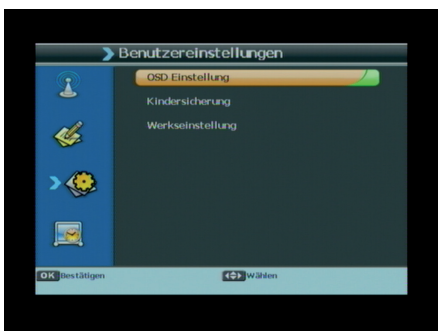 Benutzereinstellungen
OSD Einstellung
Kindersicherung
Werkseinstellung
OK Bestätigen
Wählen